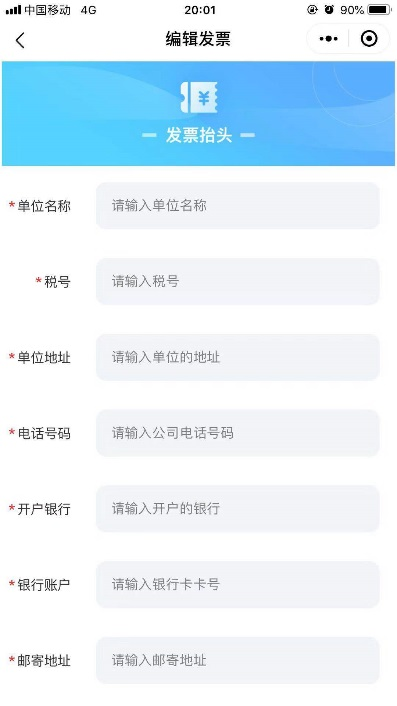 中国移动 4G 20:01 90%
编辑发票
发票抬头
*单位名称 请输入单位名称
*税号 请输入税号
*单位地址 请输入单位的地址
*电话号码 请输入公司电话号码
*开户银行 请输入开户的银行
*银行账户 请输入银行卡卡号
*邮寄地址 请输入邮寄地址